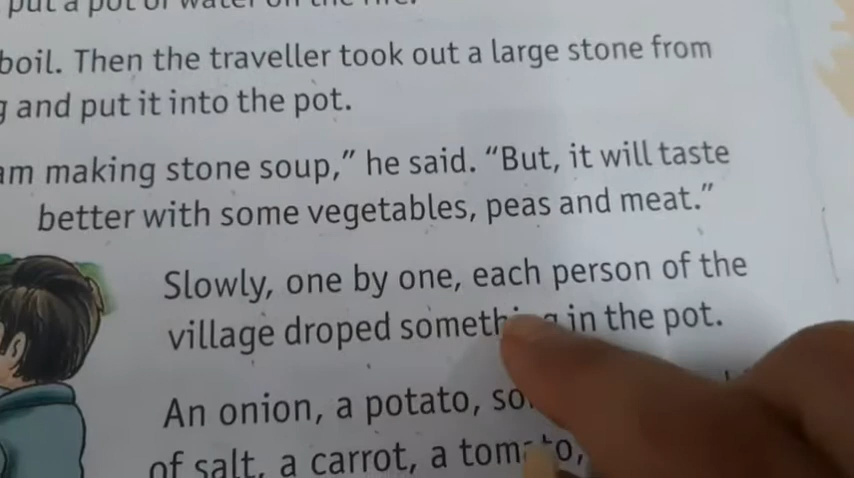 put a pot of water on the fire.
boil. Then the traveller took out a large stone from
g and put it into the pot.
am making stone soup,” he said. “But, it will taste
better with some vegetables, peas and meat.”
Slowly, one by one, each person of the
village droped something in the pot.
An onion, a potato,
of salt, a carrot, a tomato,